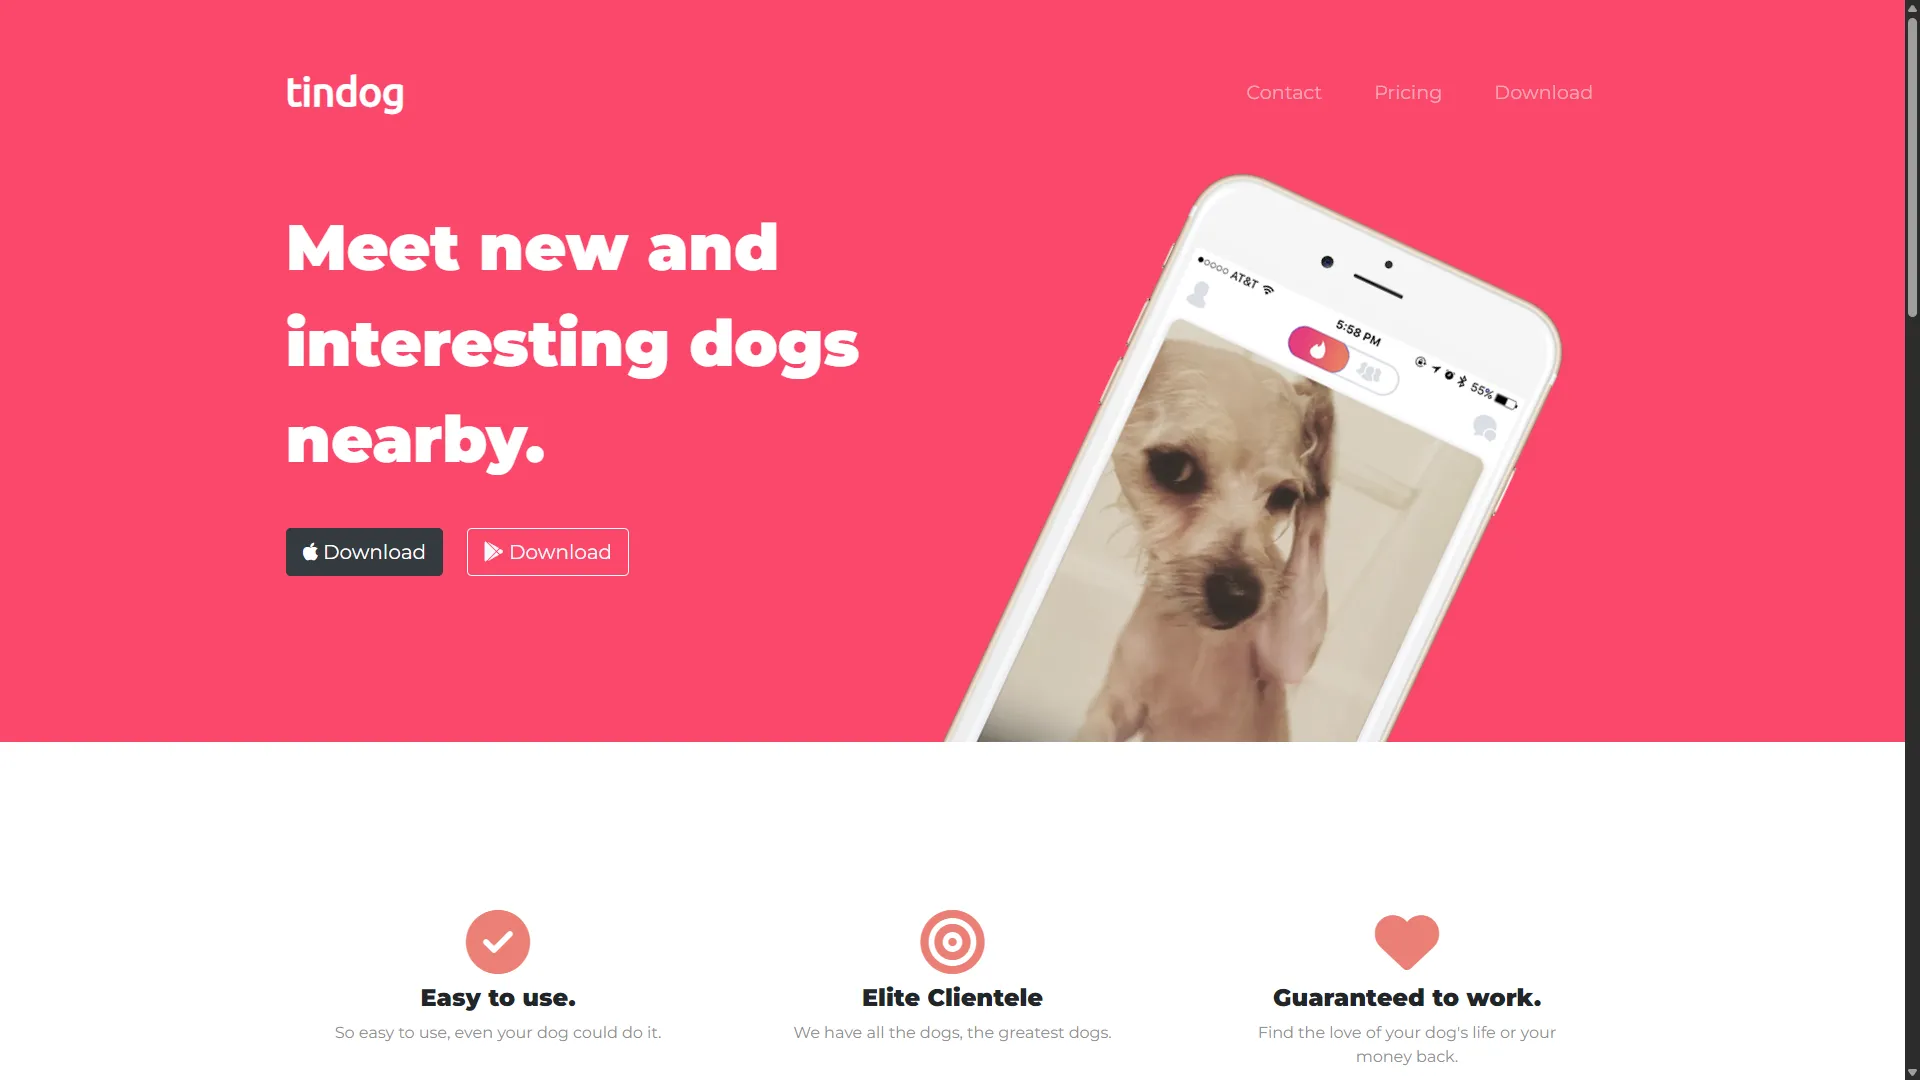 tindog
Contact
Pricing
Download
Meet new and
interesting dogs
nearby.
Download
Download
AT&T
5:58 PM
55%
Easy to use.
So easy to use, even your dog could do it.
Elite Clientele
We have all the dogs, the greatest dogs.
Guaranteed to work.
Find the love of your dog's life or your
money back.